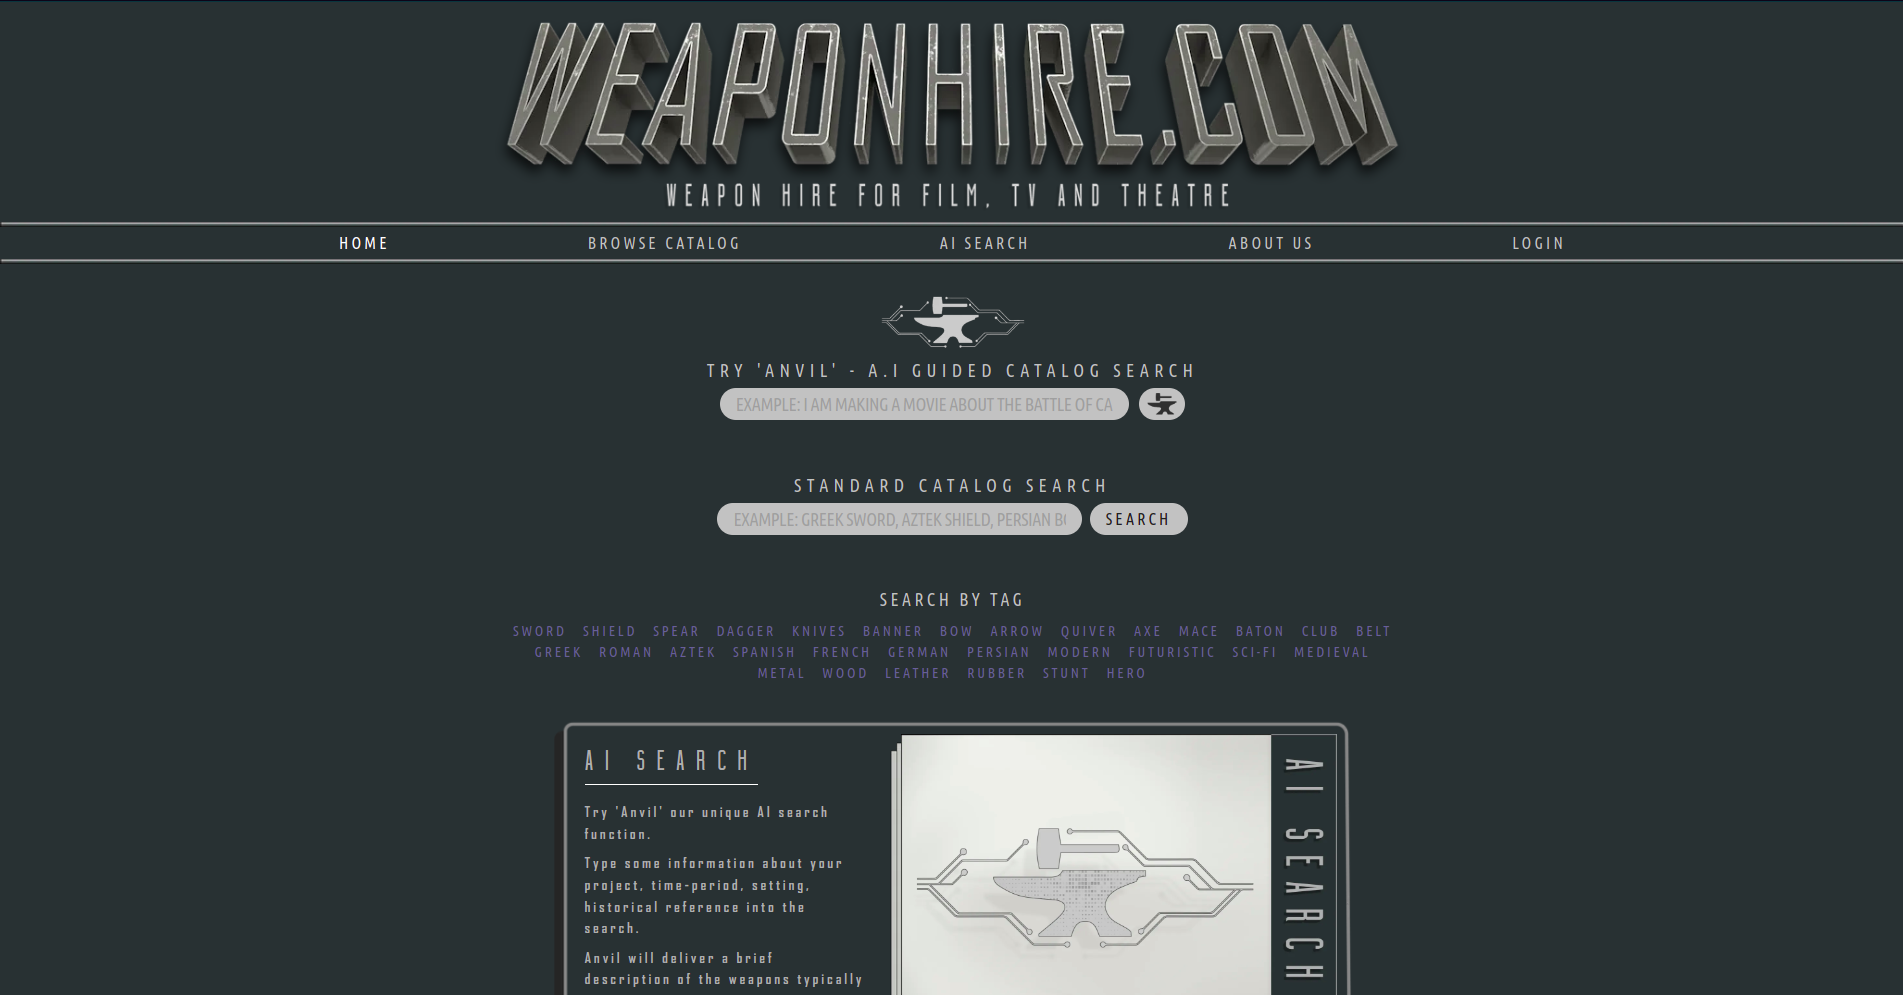 WEAPONHIRE.COM
WEAPON HIRE FOR FILM, TV AND THEATRE
HOME BROWSE CATALOG AI SEARCH ABOUT US LOGIN
TRY 'ANVIL' - A.I GUIDED CATALOG SEARCH
EXAMPLE: I AM MAKING A MOVIE ABOUT THE BATTLE OF CA
STANDARD CATALOG SEARCH
EXAMPLE: GREEK SWORD, AZTEK SHIELD, PERSIAN BO SEARCH
SEARCH BY TAG
SWORD SHIELD SPEAR DAGGER KNIVES BANNER BOW ARROW QUIVER AXE MACE BATON CLUB BELT
GREEK ROMAN AZTEK SPANISH FRENCH GERMAN PERSIAN MODERN FUTURISTIC SCI-FI MEDIEVAL
METAL WOOD LEATHER RUBBER STUNT HERO
AI SEARCH
Try 'Anvil' our unique AI search
function.
Type some information about your
project, time-period, setting,
historical reference into the
search.
Anvil will deliver a brief
description of the weapons typically
AI SEARCH